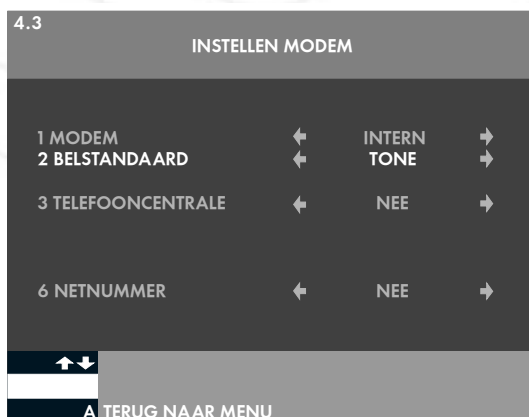 4.3
INSTELLEN MODEM
1 MODEM INTERN
2 BELSTANDAARD TONE
3 TELEFOONCENTRALE NEE
6 NETNUMMER NEE
A TERUG NAAR MENU